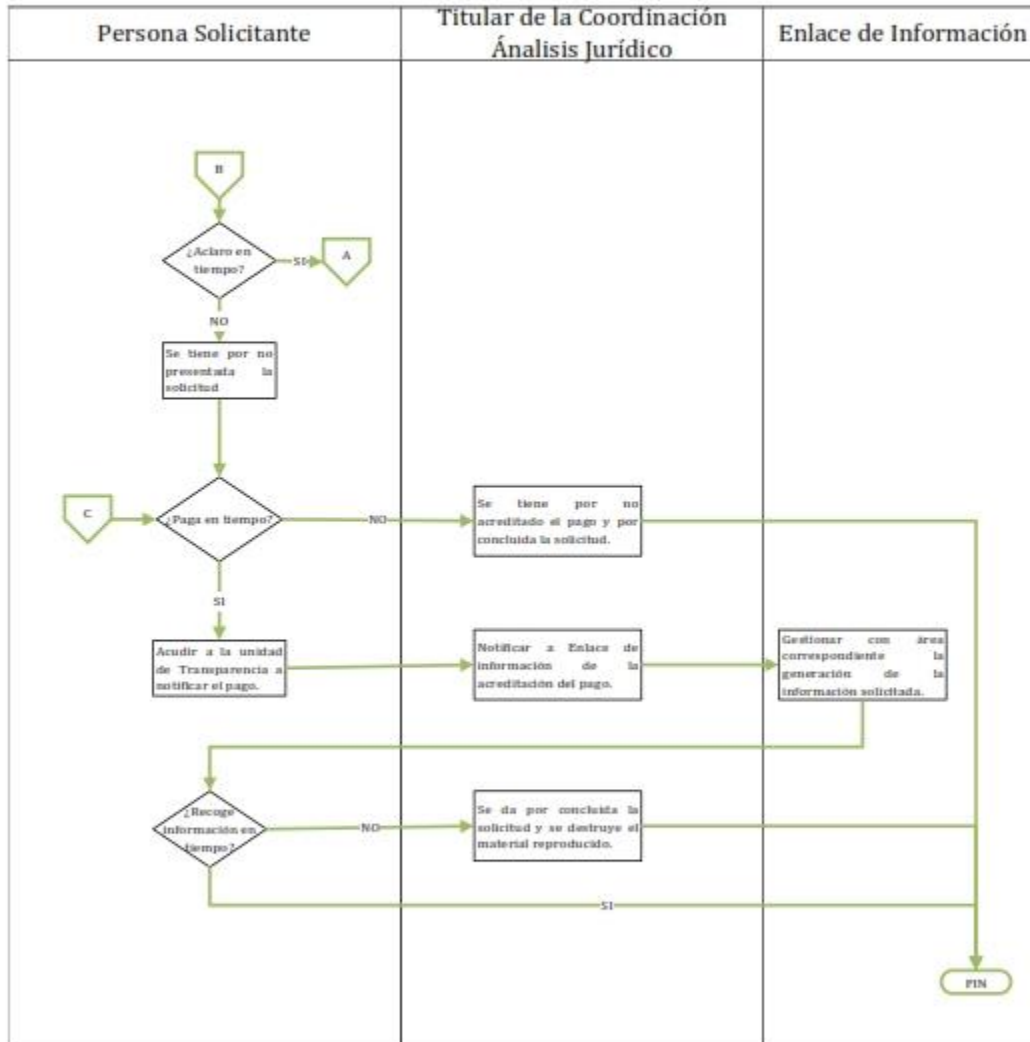 Persona Solicitante
Titular de la Coordinación
Ánalisis Jurídico
Enlace de Información
B
¿Aclaro en
tiempo?
SI
A
NO
Se tiene por no
presentada la
solicitud
C
¿Paga en tiempo?
NO
Se tiene por no
acreditado el pago y por
concluida la solicitud.
SI
Acudir a la unidad
de Transparencia a
notificar el pago.
Notificar a Enlace de
información de la
acreditación del pago.
Gestionar con área
correspondiente la
generación de la
información solicitada.
¿Recoge
información en
tiempo?
NO
Se da por concluida la
solicitud y se destruye el
material reproducido.
SI
FIN